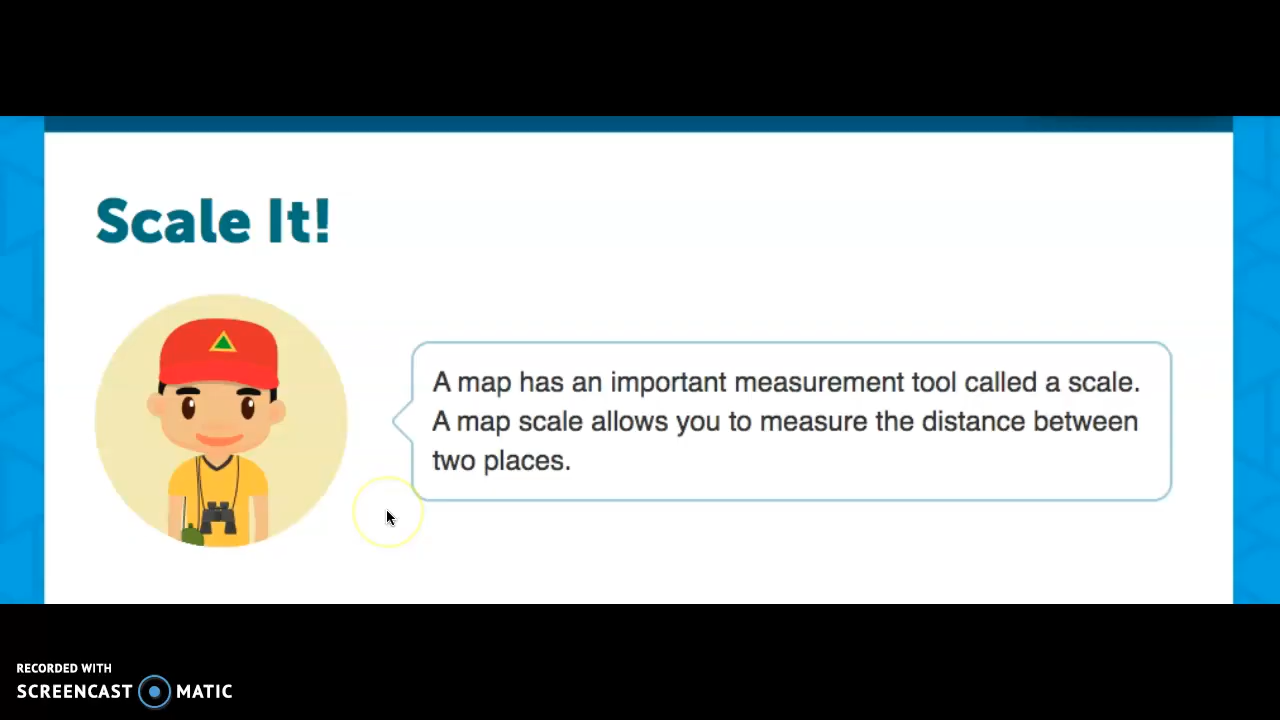 Scale It!
A map has an important measurement tool called a scale.
A map scale allows you to measure the distance between
two places.
RECORDED WITH
SCREENCAST MATIC